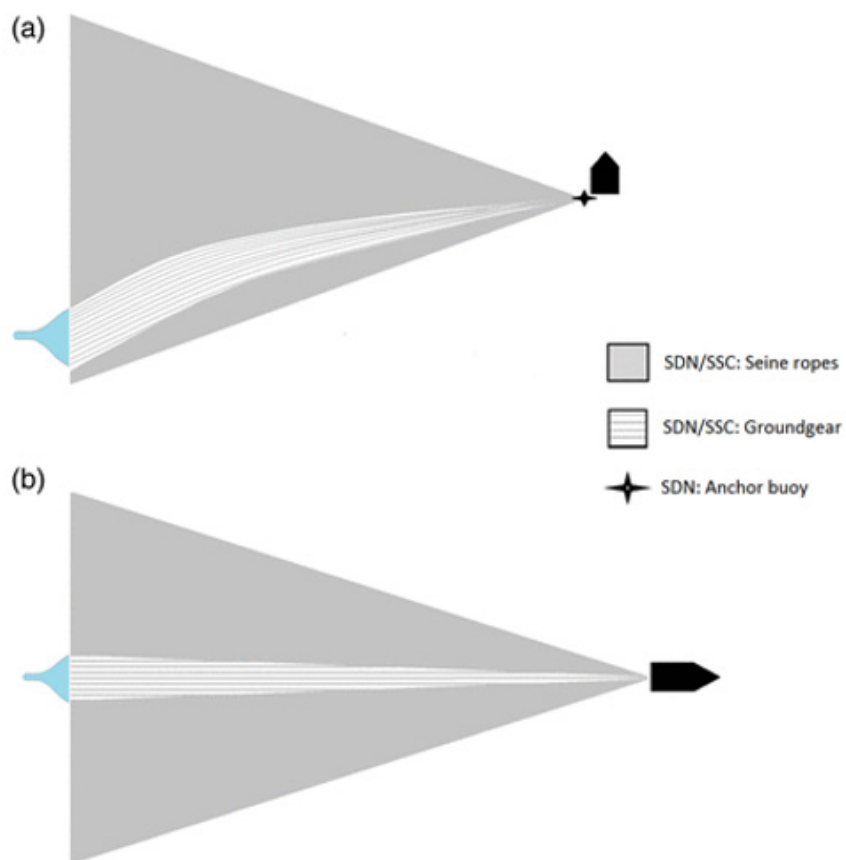 (a)
SDN/SSC: Seine ropes
SDN/SSC: Groundgear
(b)
SDN: Anchor buoy